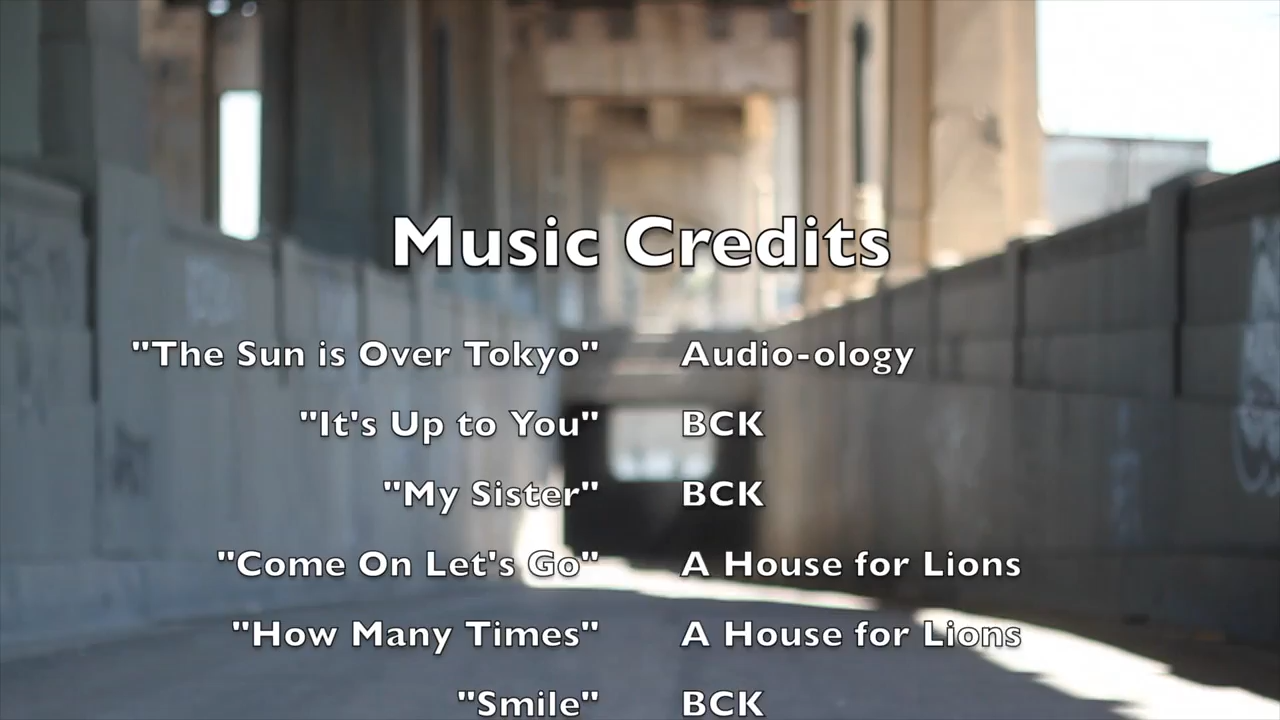 Music Credits
"The Sun is Over Tokyo" Audio-ology
"It's Up to You" BCK
"My Sister" BCK
"Come On Let's Go" A House for Lions
"How Many Times" A House for Lions
"Smile" BCK